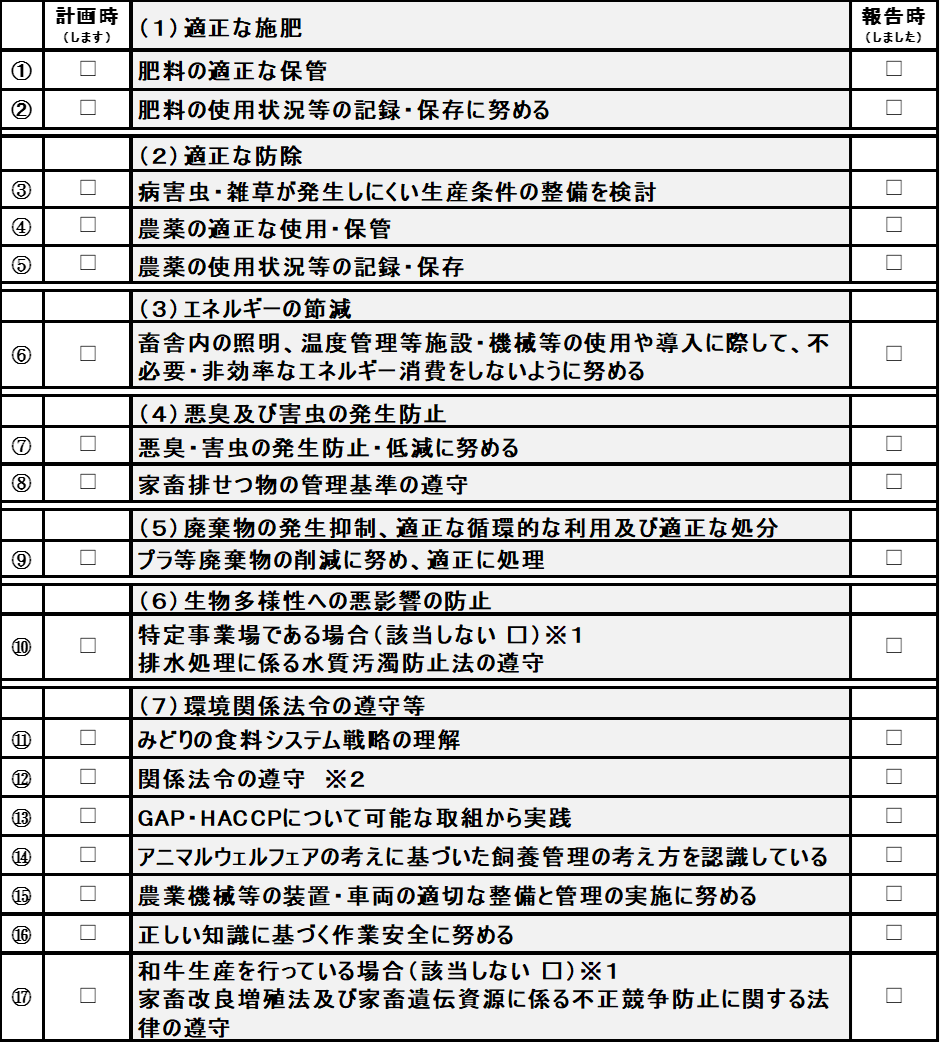 計画時 (1)適正な施肥 報告時
(します) (しました)
① □ 肥料の適正な保管 □
② □ 肥料の使用状況等の記録・保存に努める □
(2)適正な防除
③ □ 病害虫・雑草が発生しにくい生産条件の整備を検討 □
④ □ 農薬の適正な使用・保管 □
⑤ □ 農薬の使用状況等の記録・保存 □
(3)エネルギーの節減
⑥ □ 畜舎内の照明、温度管理等施設・機械等の使用や導入に際して、不 □
必要・非効率なエネルギー消費をしないように努める
(4)悪臭及び害虫の発生防止
⑦ □ 悪臭・害虫の発生防止・低減に努める □
⑧ □ 家畜排せつ物の管理基準の遵守 □
(5)廃棄物の発生抑制、適正な循環的な利用及び適正な処分
⑨ □ プラ等廃棄物の削減に努め、適正に処理 □
(6)生物多様性への悪影響の防止
⑩ □ 特定事業場である場合(該当しない □)※1 □
排水処理に係る水質汚濁防止法の遵守
(7)環境関係法令の遵守等
⑪ □ みどりの食料システム戦略の理解 □
⑫ □ 関係法令の遵守 ※2 □
⑬ □ GAP・HACCPについて可能な取組から実践 □
⑭ □ アニマルウェルフェアの考えに基づいた飼養管理の考え方を認識している □
⑮ □ 農業機械等の装置・車両の適切な整備と管理の実施に努める □
⑯ □ 正しい知識に基づく作業安全に努める □
⑰ □ 和牛生産を行っている場合(該当しない □)※1 □
家畜改良増殖法及び家畜遺伝資源に係る不正競争防止に関する法
律の遵守